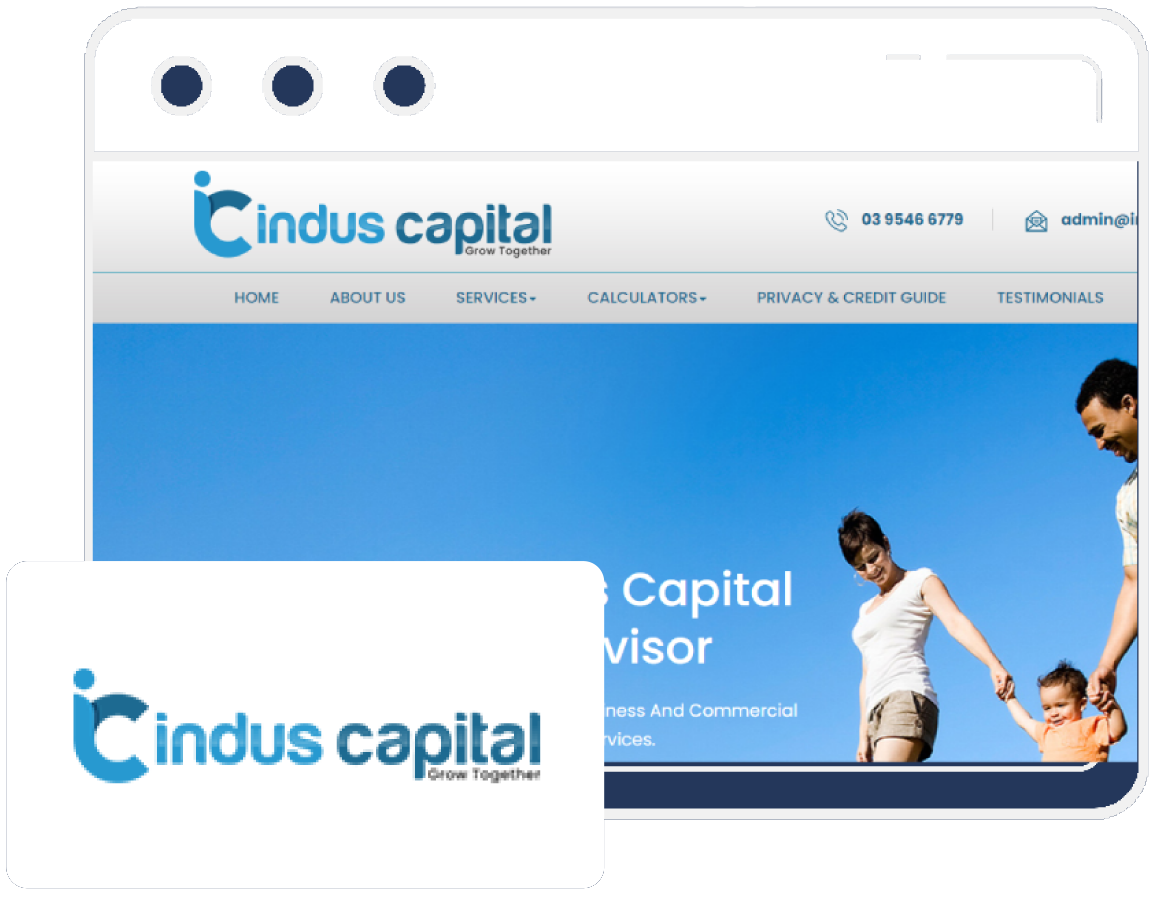 indus capital
Grow Together
03 9546 6779
admin@i
HOME ABOUT US SERVICES CALCULATORS PRIVACY & CREDIT GUIDE TESTIMONIALS
Capital
visor
ness And Commercial
rvices.
indus capital
Grow Together